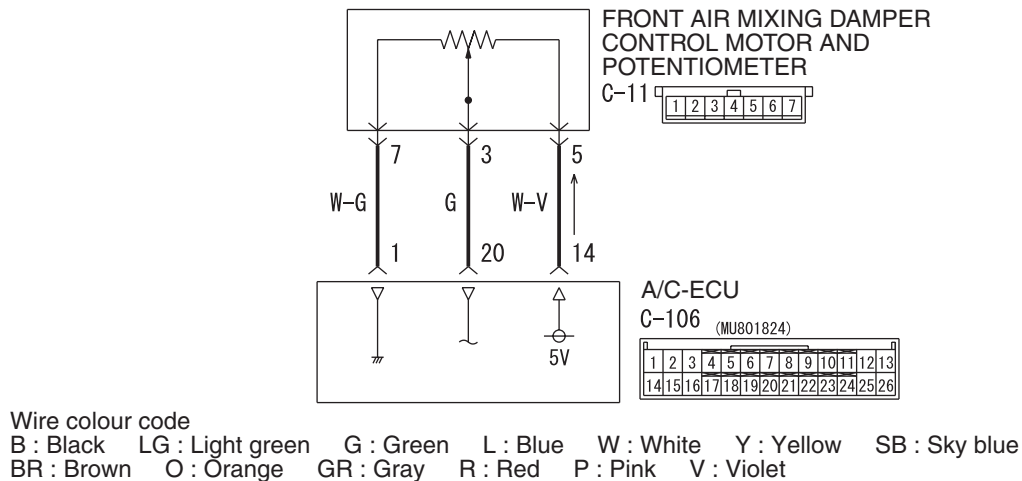 FRONT AIR MIXING DAMPER
CONTROL MOTOR AND
POTENTIOMETER
C-11
1 2 3 4 5 6 7
7 3 5
W-G G W-V
1 20 14
5V
A/C-ECU
C-106 (MU801824)
1 2 3 4 5 6 7 8 9 10 11 12 13
14 15 16 17 18 19 20 21 22 23 24 25 26
Wire colour code
B : Black LG : Light green G : Green L : Blue W : White Y : Yellow SB : Sky blue
BR : Brown O : Orange GR : Gray R : Red P : Pink V : Violet